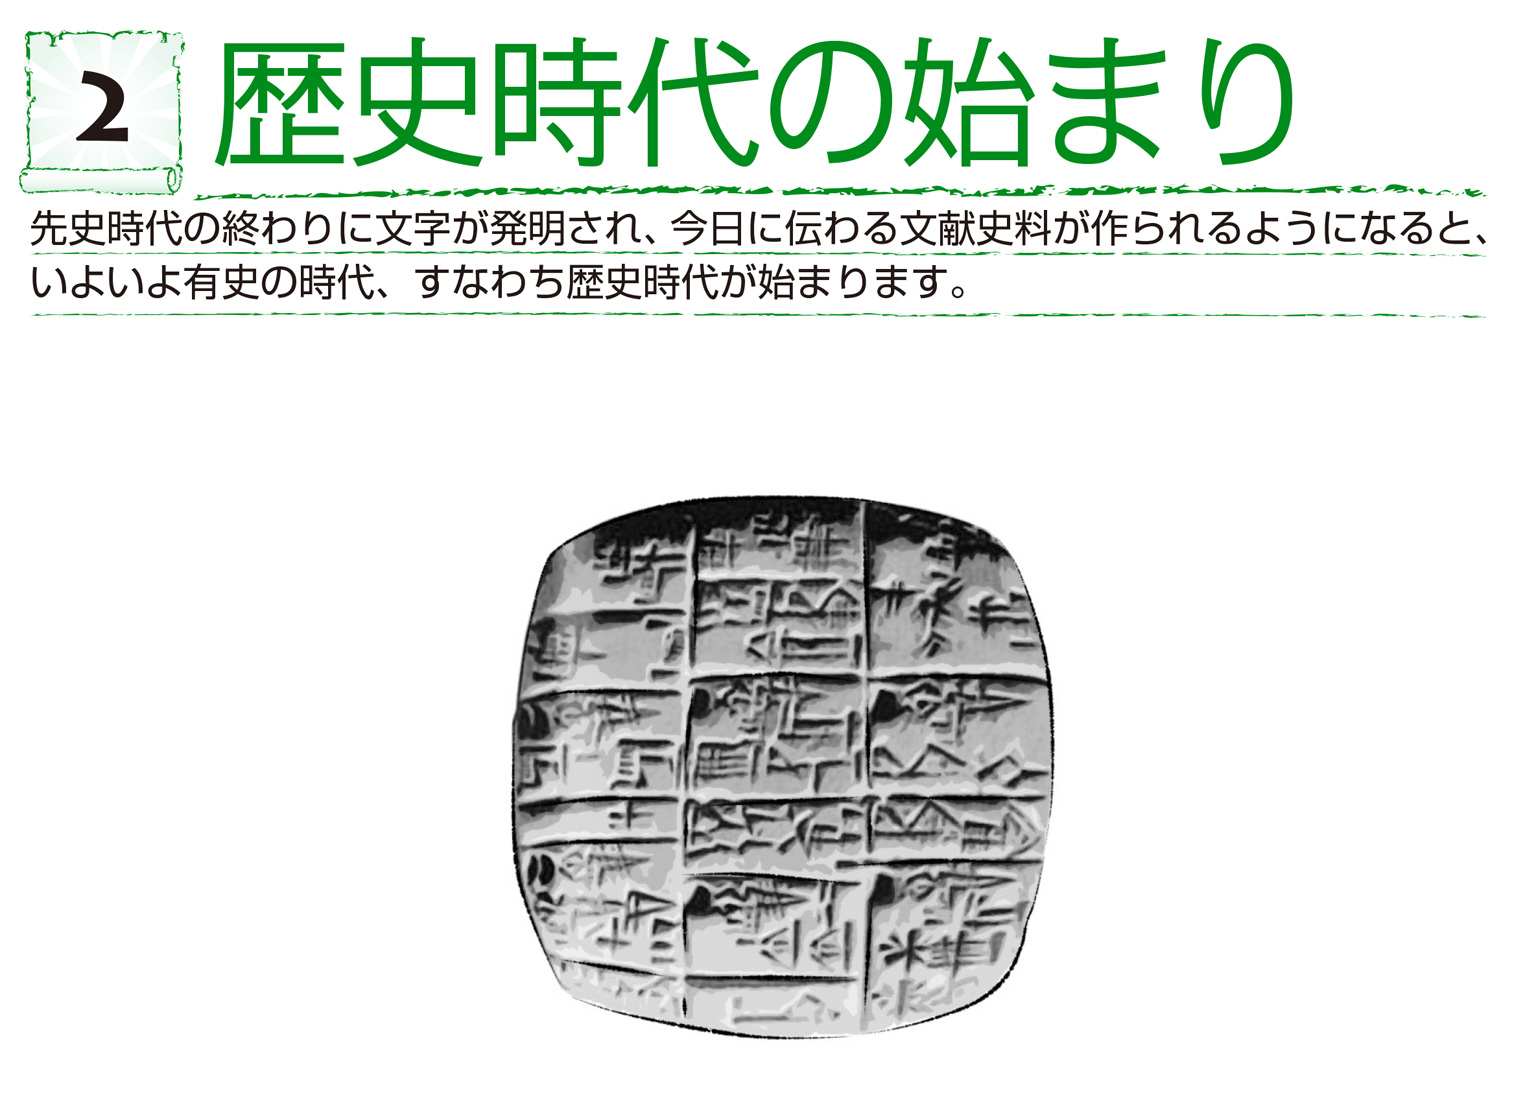 2
歴史時代の始まり
先史時代の終わりに文字が発明され、今日に伝わる文献史料が作られるようになると、
いよいよ有史の時代、すなわち歴史時代が始まります。